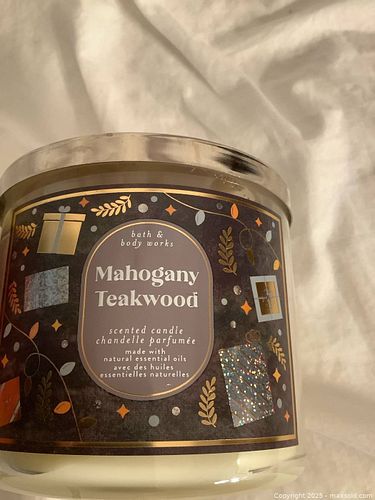 bath &
body works
Mahogany
Teakwood
scented candle
chandelle parfumée
made with
natural essential oils
avec des huiles
essentielles naturelles
Copyright 2025 - maxsold.com